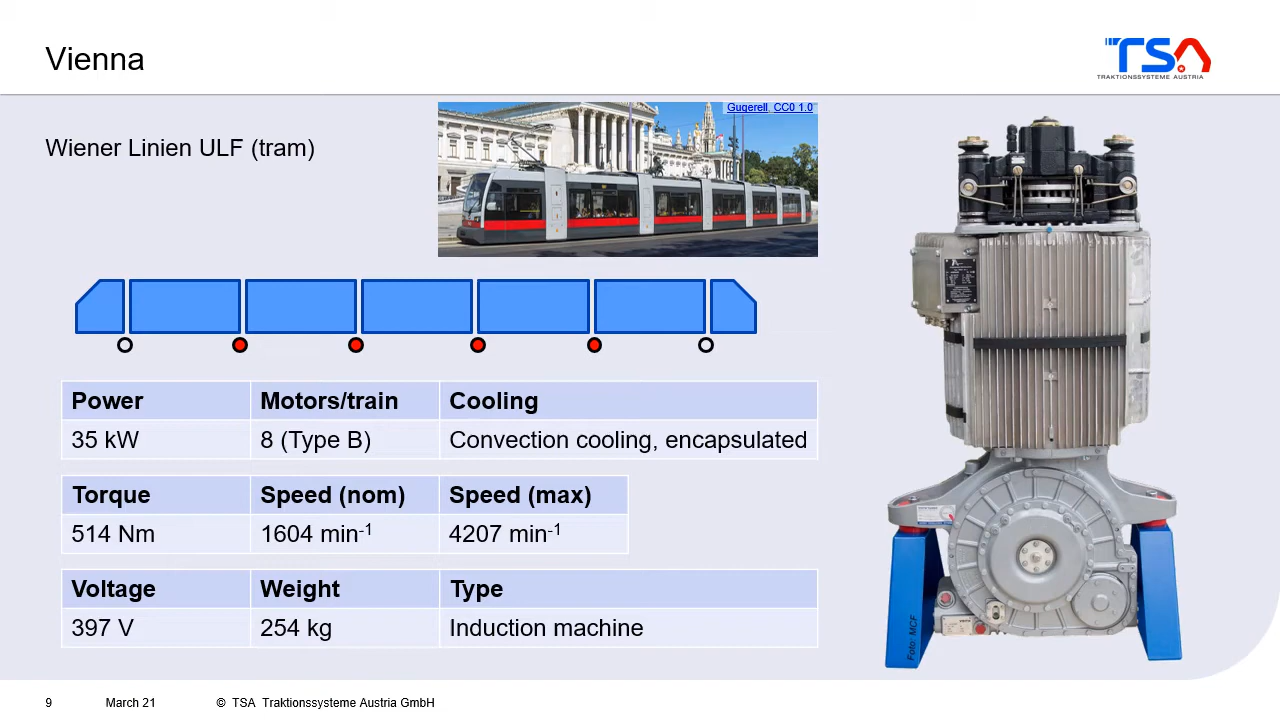 Vienna
TSA
TRAKTIONSSYSTEME AUSTRIA
Gugerell, CC0 1.0
Wiener Linien ULF (tram)
Power Motors/train Cooling
35 kW 8 (Type B) Convection cooling, encapsulated
Torque Speed (nom) Speed (max)
514 Nm 1604 min-1 4207 min-1
Voltage Weight Type
397 V 254 kg Induction machine
Foto: MCF
9 March 21 © TSA Traktionssysteme Austria GmbH